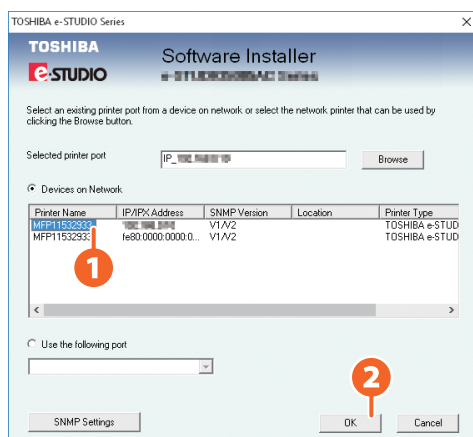 TOSHIBA e-STUDIO Series
TOSHIBA
e-STUDIO
Software Installer
Series
Select an existing printer port from a device on network or select the network printer that can be used by
clicking the Browse button.
Selected printer port
IP_
Browse
Devices on Network
Printer Name IP/IPX Address SNMP Version Location Printer Type
MFP11532933 V1/V2 TOSHIBA e-STUD
MFP11532933 fe80:0000:0000:0... V1/V2 TOSHIBA e-STUD
1
Use the following port
2
SNMP Settings
OK
Cancel